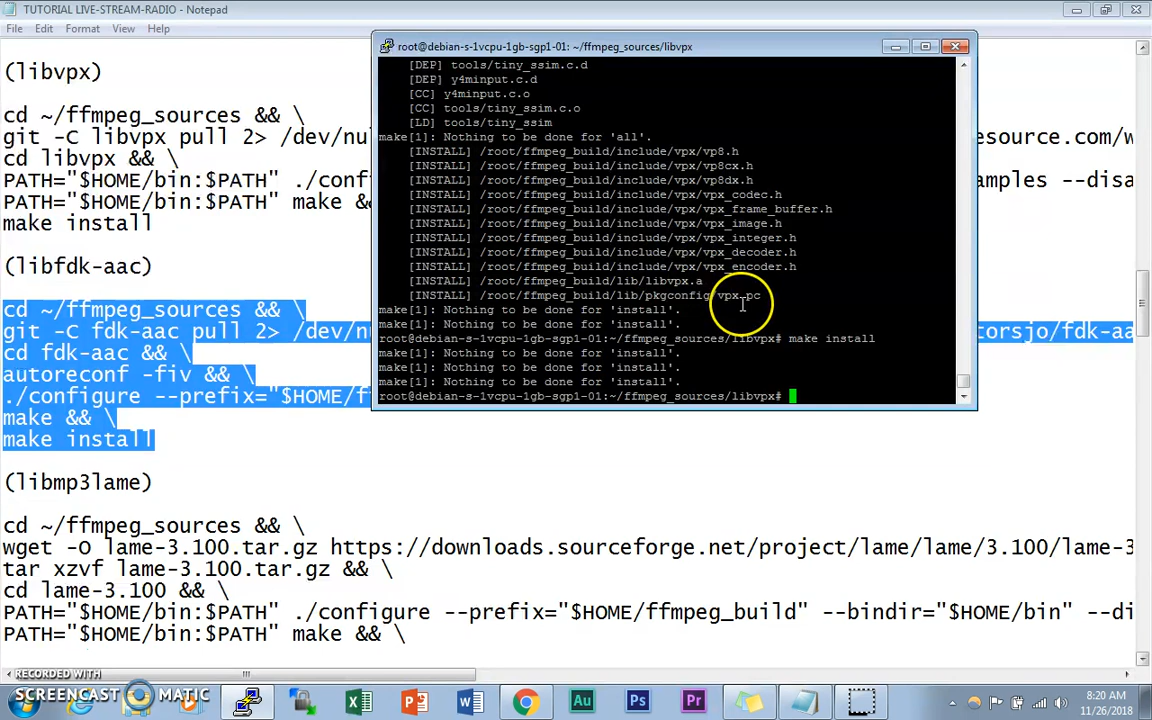 TUTORIAL LIVE-STREAM-RADIO - Notepad
File Edit Format View Help
(libvpx)
cd ~/ffmpeg_sources && \
git -C libvpx pull 2> /dev/nu
esource.com/w
cd libvpx && \
PATH="$HOME/bin:$PATH" ./conf
amples --disa
PATH="$HOME/bin:$PATH" make &
make install
(libfdk-aac)
cd ~/ffmpeg_sources && \
git -C fdk-aac pull 2> /dev/nu
torsjo/fdk-aa
cd fdk-aac && \
autoreconf -fiv && \
./configure --prefix="$HOME/f
make && \
make install
(libmp3lame)
cd ~/ffmpeg_sources && \
wget -O lame-3.100.tar.gz https://downloads.sourceforge.net/project/lame/lame/3.100/lame-3
tar xzvf lame-3.100.tar.gz && \
cd lame-3.100 && \
PATH="$HOME/bin:$PATH" ./configure --prefix="$HOME/ffmpeg_build" --bindir="$HOME/bin" --di
PATH="$HOME/bin:$PATH" make && \
root@debian-s-1vcpu-1gb-sgp1-01: ~/ffmpeg_sources/libvpx
[DEP] tools/tiny_ssim.c.d
[DEP] y4minput.c.d
[CC] y4minput.c.o
[CC] tools/tiny_ssim.c.o
[LD] tools/tiny_ssim
make[1]: Nothing to be done for 'all'.
[INSTALL] /root/ffmpeg_build/include/vpx/vp8.h
[INSTALL] /root/ffmpeg_build/include/vpx/vp8cx.h
[INSTALL] /root/ffmpeg_build/include/vpx/vp8dx.h
[INSTALL] /root/ffmpeg_build/include/vpx/vpx_codec.h
[INSTALL] /root/ffmpeg_build/include/vpx/vpx_frame_buffer.h
[INSTALL] /root/ffmpeg_build/include/vpx/vpx_image.h
[INSTALL] /root/ffmpeg_build/include/vpx/vpx_integer.h
[INSTALL] /root/ffmpeg_build/include/vpx/vpx_decoder.h
[INSTALL] /root/ffmpeg_build/include/vpx/vpx_encoder.h
[INSTALL] /root/ffmpeg_build/lib/libvpx.a
[INSTALL] /root/ffmpeg_build/lib/pkgconfig/vpx.pc
make[1]: Nothing to be done for 'install'.
make[1]: Nothing to be done for 'install'.
root@debian-s-1vcpu-1gb-sgp1-01:~/ffmpeg_sources/libvpx# make install
make[1]: Nothing to be done for 'install'.
make[1]: Nothing to be done for 'install'.
make[1]: Nothing to be done for 'install'.
root@debian-s-1vcpu-1gb-sgp1-01:~/ffmpeg_sources/libvpx#
RECORDED WITH
SCREENCAST MATIC
Au
Ps
Pr
8:20 AM
11/26/2018